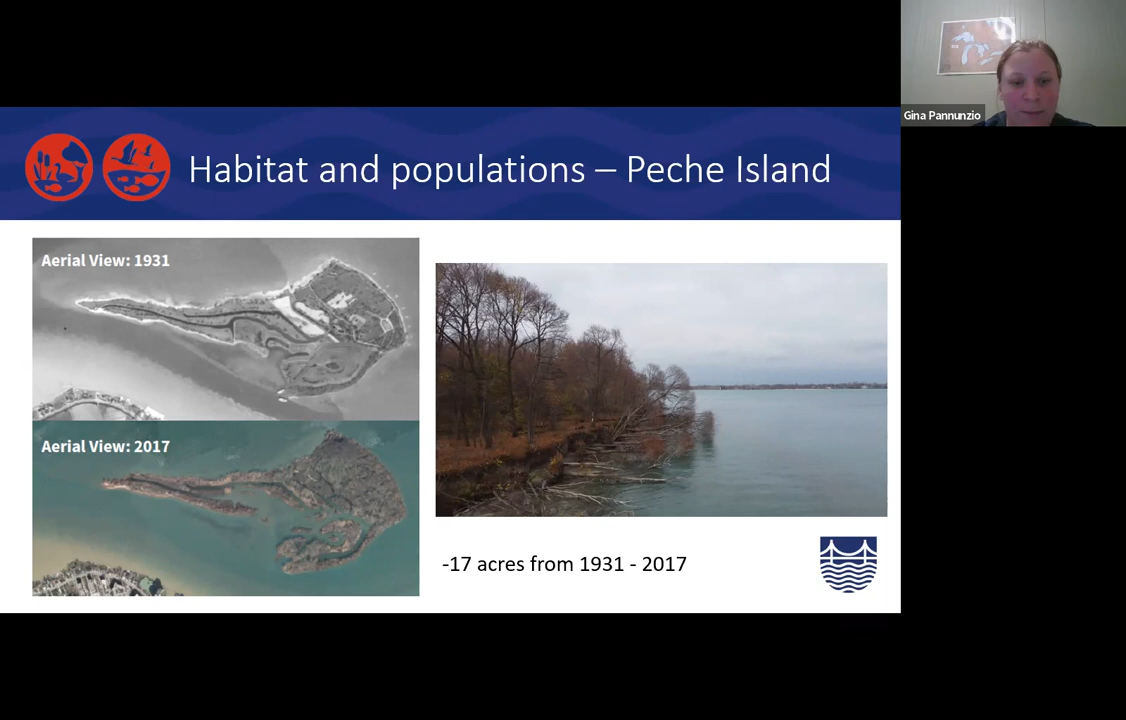 Gina Pannunzio
Habitat and populations – Peche Island
Aerial View: 1931
Aerial View: 2017
-17 acres from 1931 - 2017